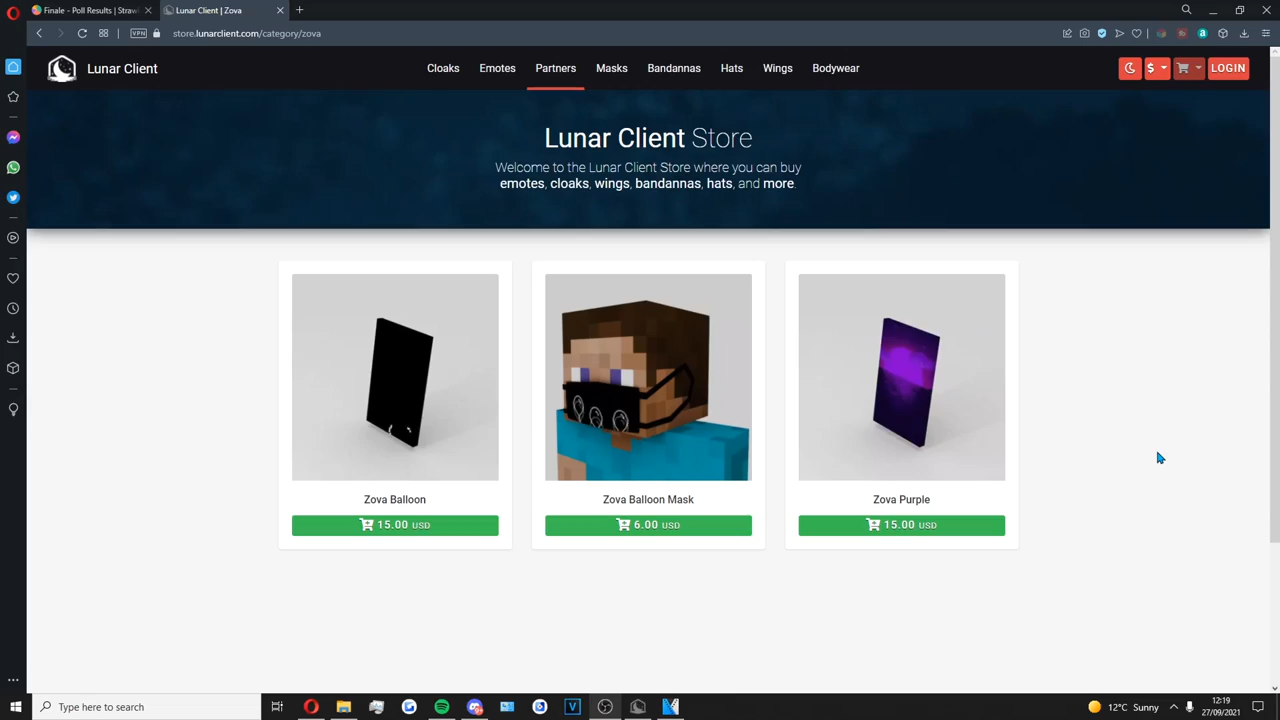 Finale - Poll Results | Straw
Lunar Client | Zova
VPN
store.lunarclient.com/category/zova
Lunar Client
Cloaks
Emotes
Partners
Masks
Bandannas
Hats
Wings
Bodywear
$
LOGIN
Lunar Client Store
Welcome to the Lunar Client Store where you can buy
emotes, cloaks, wings, bandannas, hats, and more.
Zova Balloon
Zova Balloon Mask
Zova Purple
15.00 USD
6.00 USD
15.00 USD
Type here to search
12°C Sunny
12:19
27/09/2021